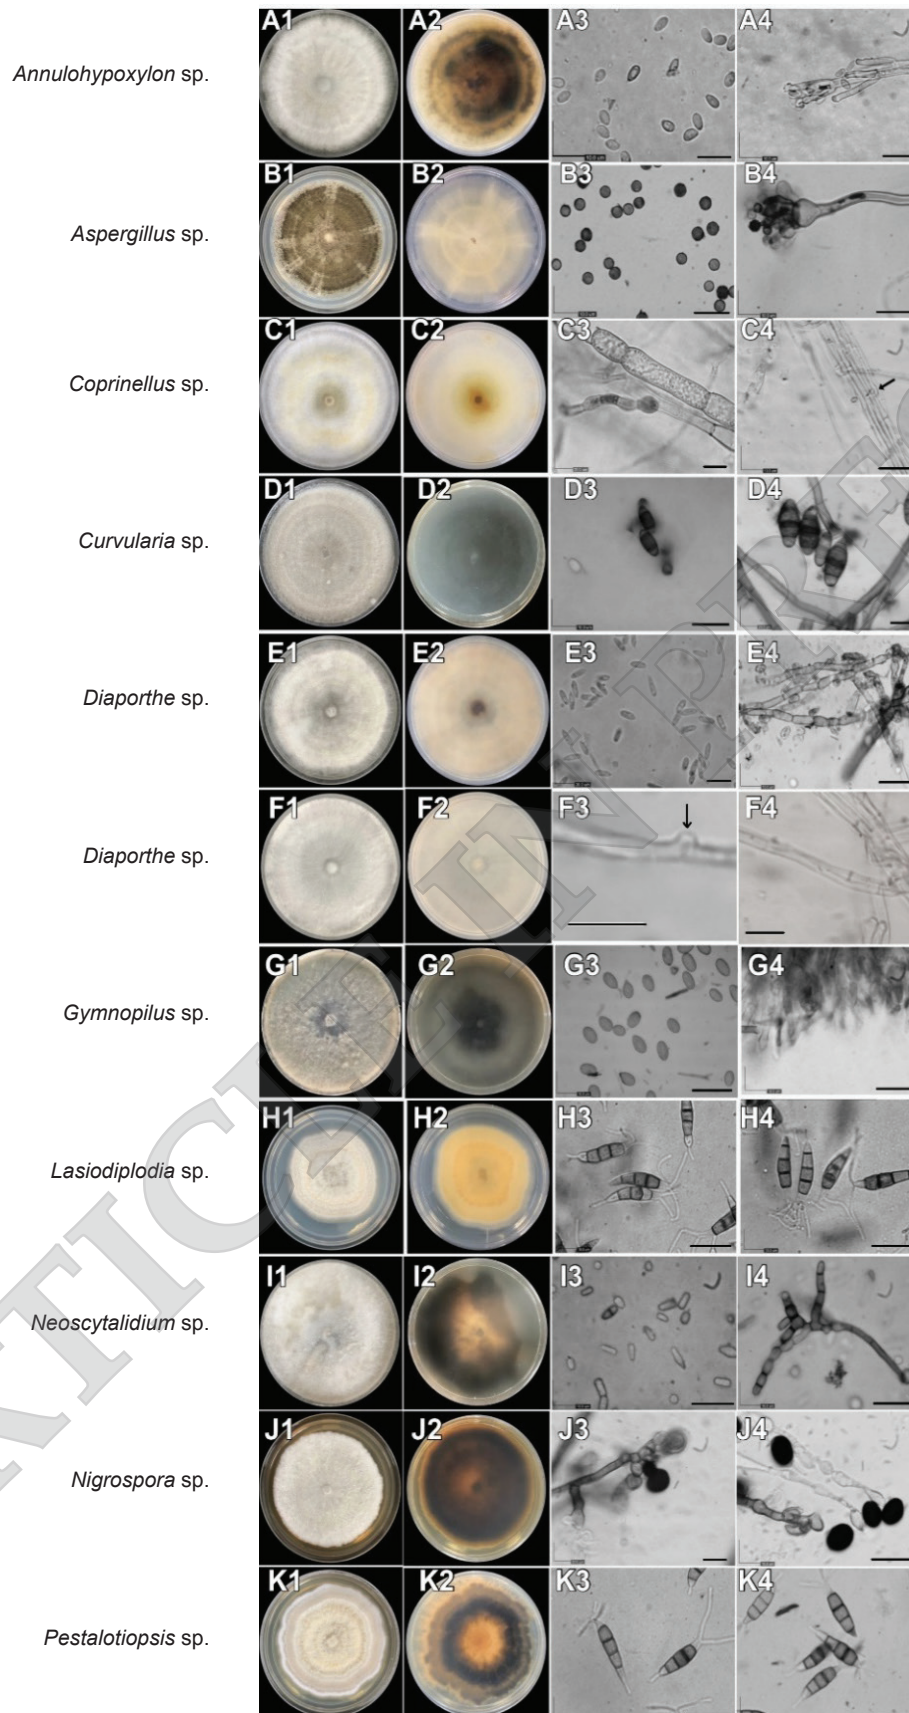 Annulohypoxylon sp.
A1 A2 A3 A4
Aspergillus sp.
B1 B2 B3 B4
Coprinellus sp.
C1 C2 C3 C4
Curvularia sp.
D1 D2 D3 D4
Diaporthe sp.
E1 E2 E3 E4
Diaporthe sp.
F1 F2 F3 F4
Gymnopilus sp.
G1 G2 G3 G4
Lasiodiplodia sp.
H1 H2 H3 H4
Neoscytalidium sp.
I1 I2 I3 I4
Nigrospora sp.
J1 J2 J3 J4
Pestalotiopsis sp.
K1 K2 K3 K4
ARTICLE IN PRES